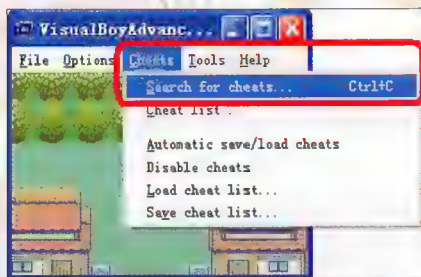 VisualBoyAdvanc...
File Options Cheats Tools Help
Search for cheats... Ctrl+C
Cheat list .
Automatic save/load cheats
Disable cheats
Load cheat list...
Save cheat list...